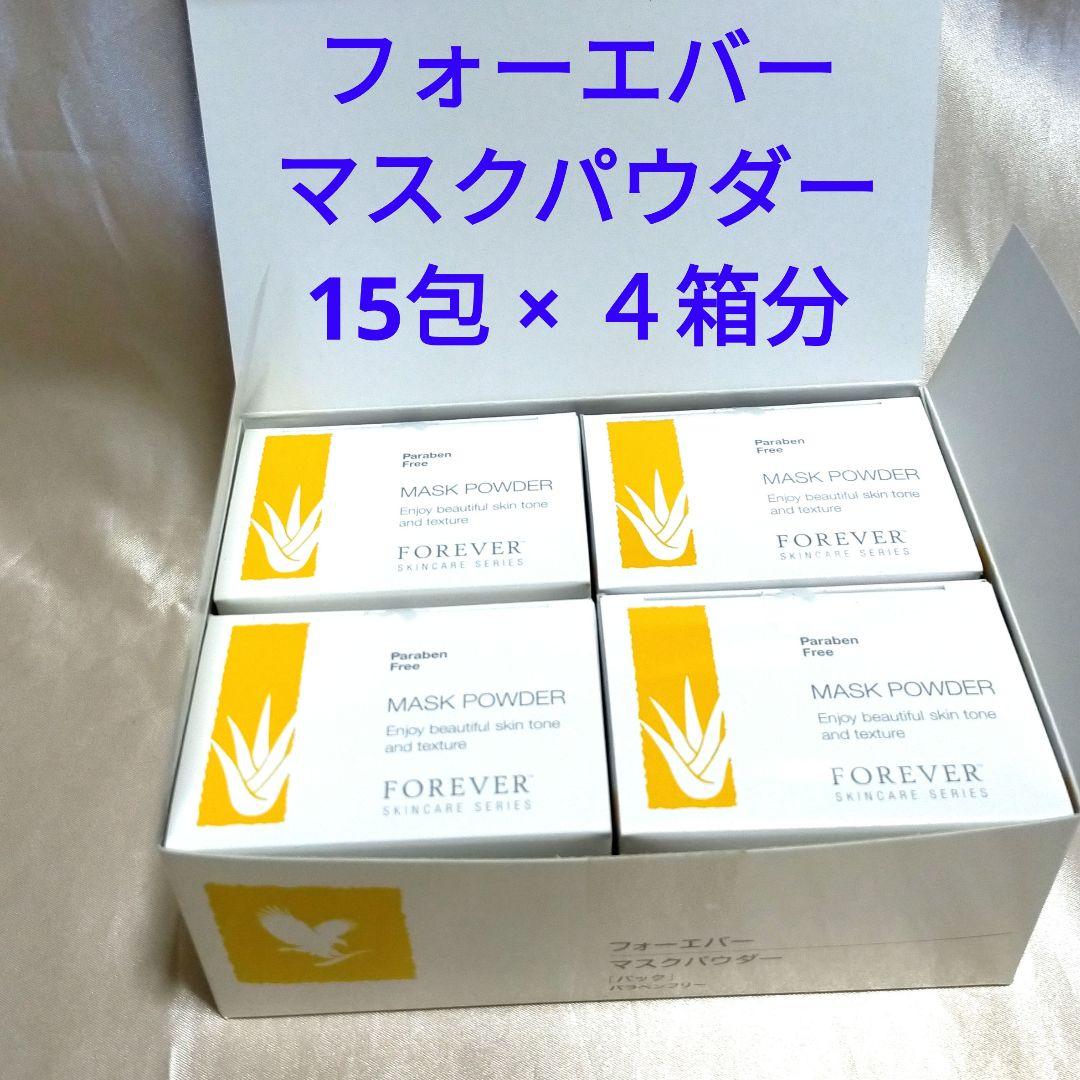 フォーエバー
マスクパウダー
15包 × 4箱分
Paraben
Free
MASK POWDER
Enjoy beautiful skin tone
and texture
FOREVER™
SKINCARE SERIES
Paraben
Free
MASK POWDER
Enjoy beautiful skin tone
and texture
FOREVER™
SKINCARE SERIES
Paraben
Free
MASK POWDER
Enjoy beautiful skin tone
and texture
FOREVER™
SKINCARE SERIES
Paraben
Free
MASK POWDER
Enjoy beautiful skin tone
and texture
FOREVER™
SKINCARE SERIES
フォーエバー
マスクパウダー
［パック］
パラベンフリー